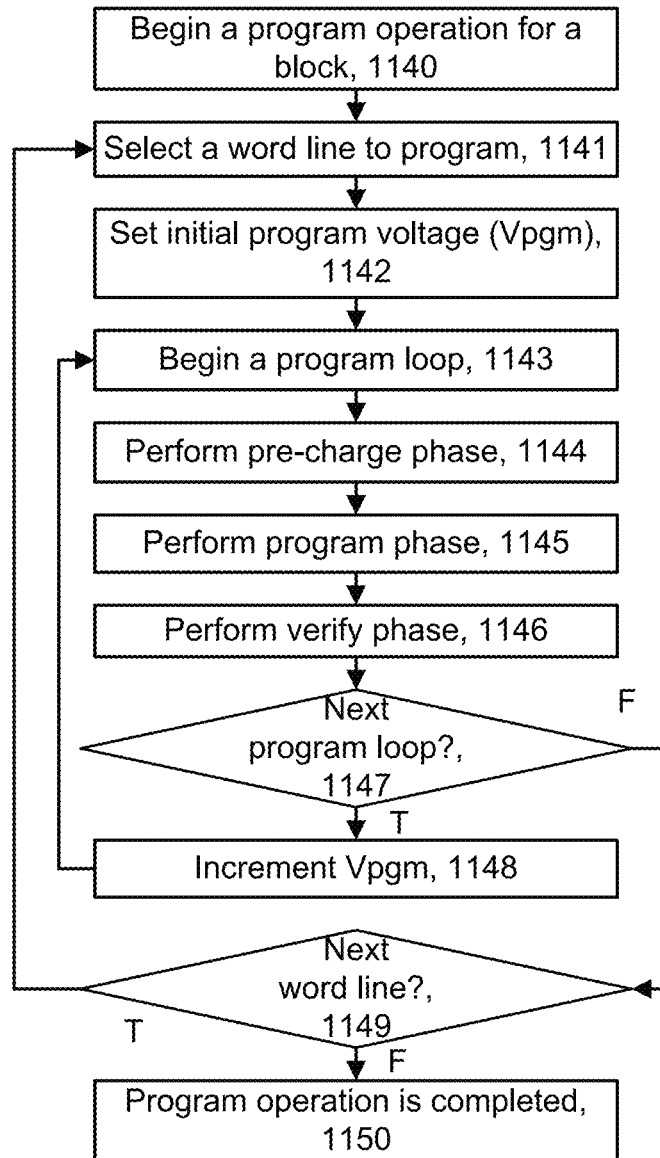 Begin a program operation for a
block, 1140
Select a word line to program, 1141
Set initial program voltage (Vpgm),
1142
Begin a program loop, 1143
Perform pre-charge phase, 1144
Perform program phase, 1145
Perform verify phase, 1146
Next
program loop?,
1147
F
T
Increment Vpgm, 1148
Next
word line?,
1149
T
F
Program operation is completed,
1150